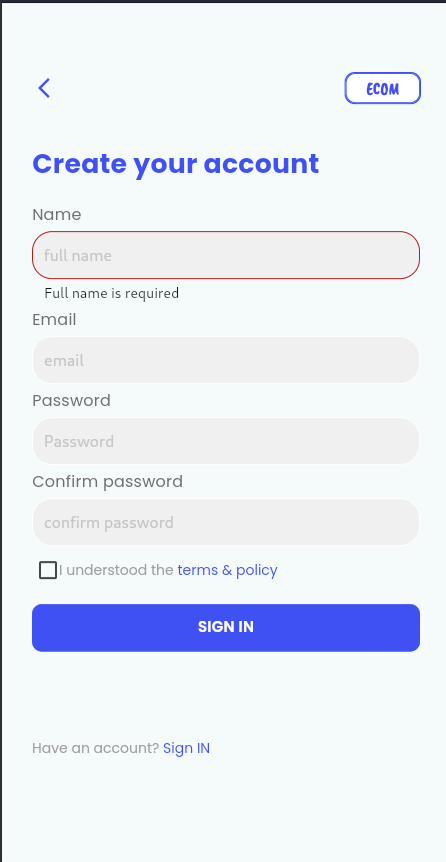 ECOM
Create your account
Name
full name
Full name is required
Email
email
Password
Password
Confirm password
confirm password
I understood the terms & policy
SIGN IN
Have an account? Sign IN